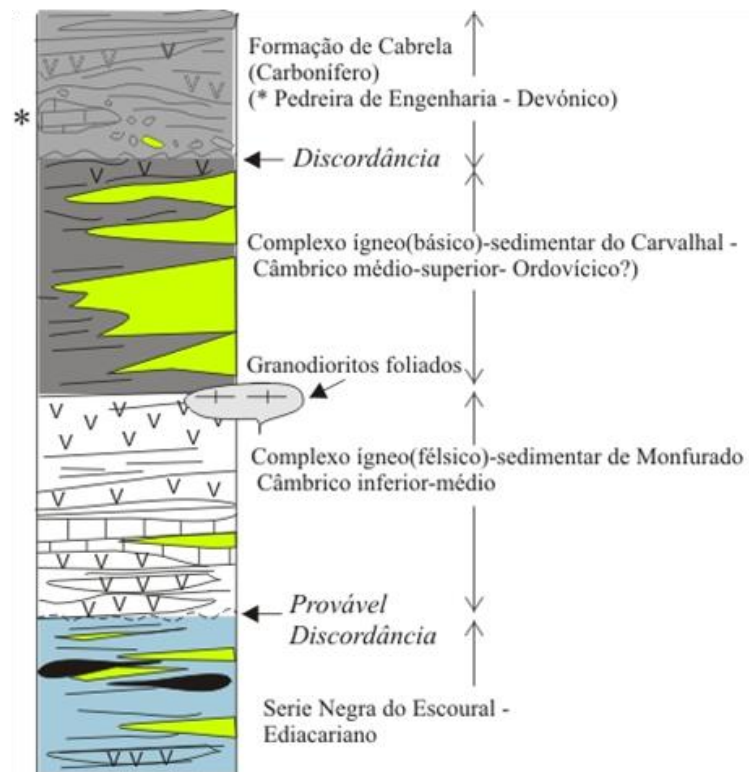 Formação de Cabrela
(Carbonífero)
(* Pedreira de Engenharia - Devónico)
*
Discordância
Complexo ígneo(básico)-sedimentar do Carvalhal -
Câmbrico médio-superior- Ordovícico?)
Granodioritos foliados
Complexo ígneo(félsico)-sedimentar de Monfurado
Câmbrico inferior-médio
Provável
Discordância
Serie Negra do Escoural -
Ediacariano